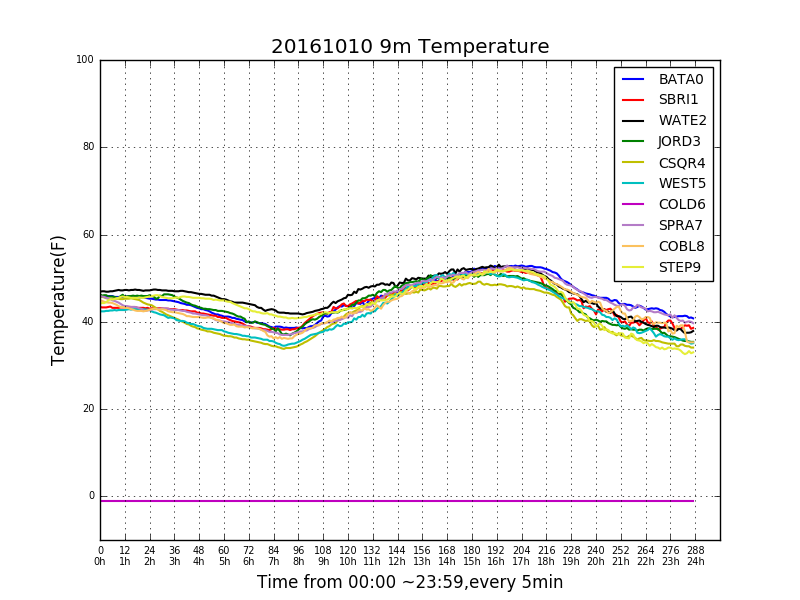 20161010 9m Temperature
100
80
60
40
20
0
Temperature(F)
BATA0
SBRI1
WATE2
JORD3
CSQR4
WEST5
COLD6
SPRA7
COBL8
STEP9
0 12 24 36 48 60 72 84 96 108 120 132 144 156 168 180 192 204 216 228 240 252 264 276 288
0h 1h 2h 3h 4h 5h 6h 7h 8h 9h 10h 11h 12h 13h 14h 15h 16h 17h 18h 19h 20h 21h 22h 23h 24h
Time from 00:00 ~23:59,every 5min